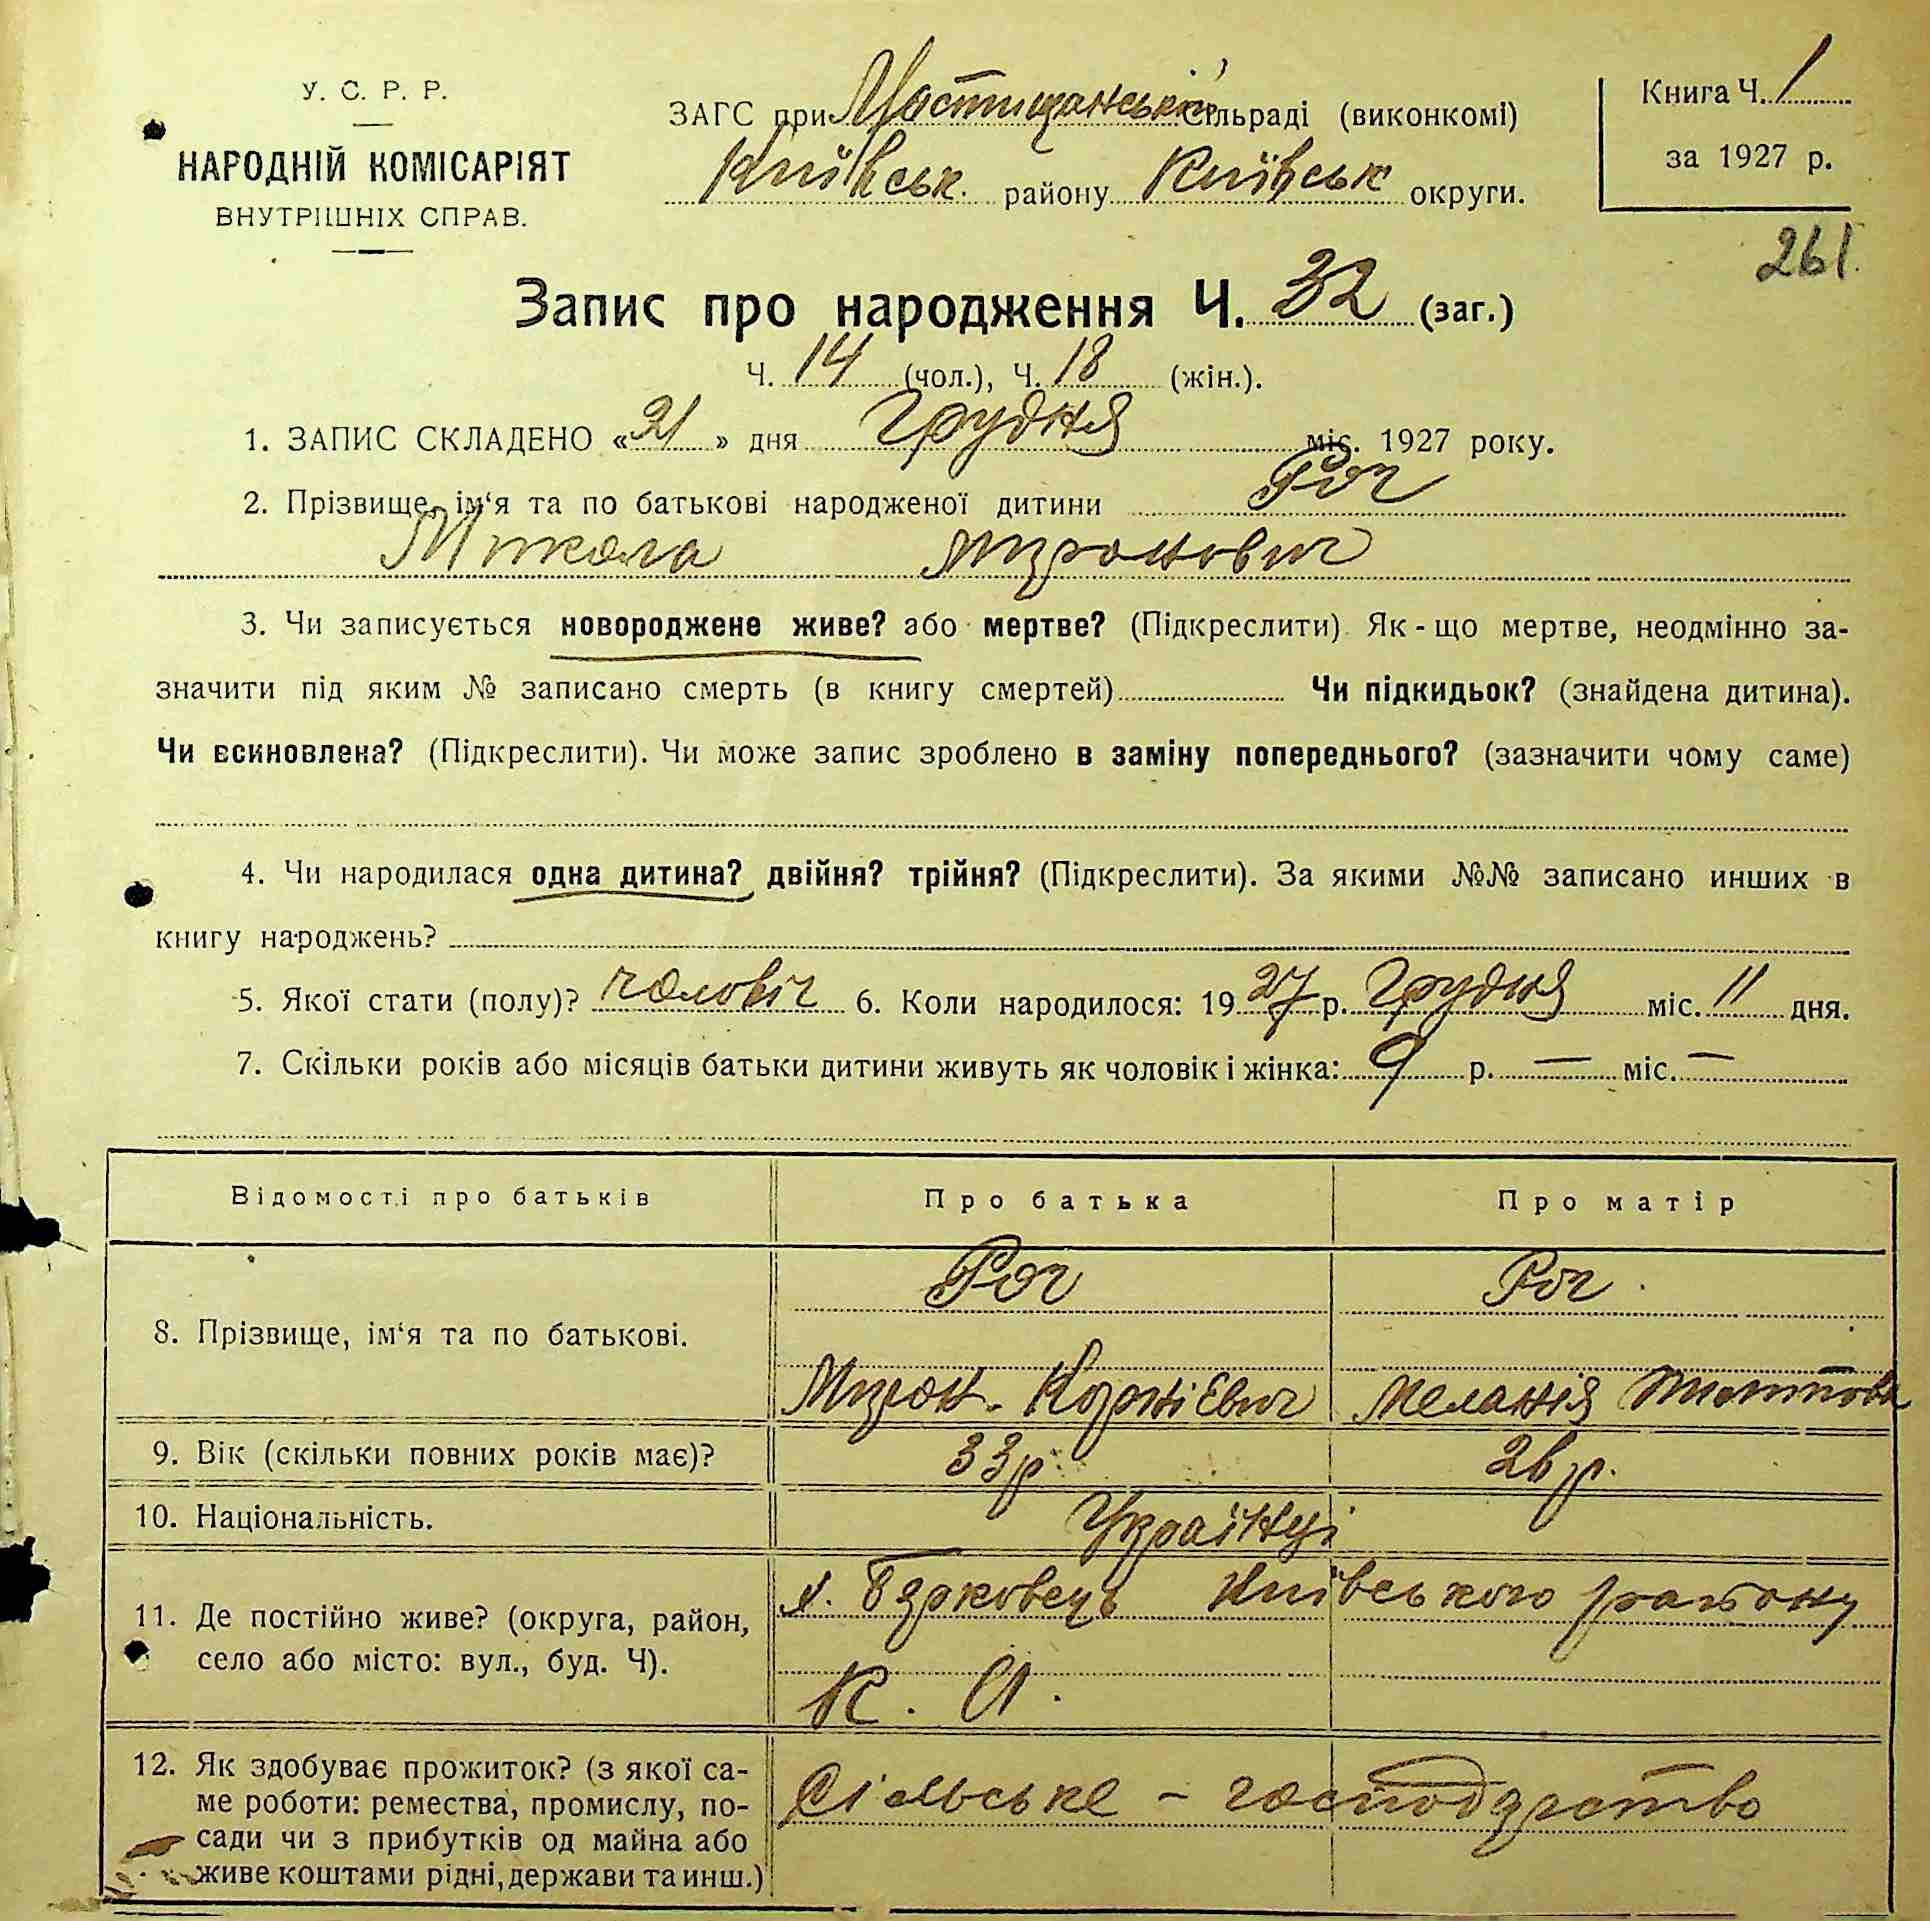 У. С. Р. Р.
НАРОДНІЙ КОМІСАРІЯТ
ВНУТРІШНІХ СПРАВ.
ЗАГС при Мостищанській сільраді (виконкомі)
Київськ. району Київськ округи.
Книга Ч. 1
за 1927 р.
261
Запис про народження Ч. 32 (заг.)
Ч. 14 (чол.), Ч. 18 (жін.).
1. ЗАПИС СКЛАДЕНО «21» дня Грудня міс. 1927 року.
2. Прізвище, ім‘я та по батькові народженої дитини Рог
Микола Миронович
3. Чи записується новороджене живе? або мертве? (Підкреслити) Як-що мертве, неодмінно за-
значити під яким № записано смерть (в книгу смертей) Чи підкидьок? (знайдена дитина).
Чи всиновлена? (Підкреслити). Чи може запис зроблено в заміну попереднього? (зазначити чому саме)
4. Чи народилася одна дитина? двійня? трійня? (Підкреслити). За якими №№ записано инших в
книгу народжень?
5. Якої стати (полу)? чоловіч 6. Коли народилося: 1927 р. Грудня міс. 11 дня.
7. Скільки років або місяців батьки дитини живуть як чоловік і жінка: 9 р. — міс. —
Відомості про батьків Про батька Про матір
Рог Рог
8. Прізвище, ім‘я та по батькові.
Мирон Корнієвич Меланія
9. Вік (скільки повних років має)? 33 р 26 р.
10. Національність. Українці
11. Де постійно живе? (округа, район, х. Бярковець Київського району
село або місто: вул., буд. Ч). К. О.
12. Як здобуває прожиток? (з якої са-
ме роботи: ремества, промислу, по- Сільське - господярство
сади чи з прибутків од майна або
живе коштами рідні, держави та инш.)